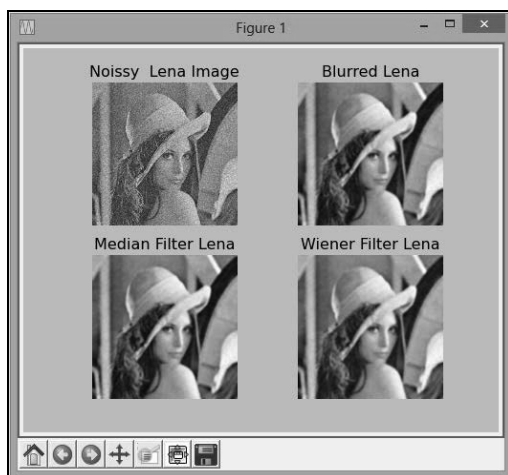 Figure 1
Noissy  Lena Image
Blurred Lena
Median Filter Lena
Wiener Filter Lena